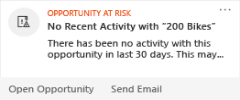 OPPORTUNITY AT RISK
No Recent Activity with "200 Bikes"
There has been no activity with this
opportunity in last 30 days. This may...
Open Opportunity Send Email